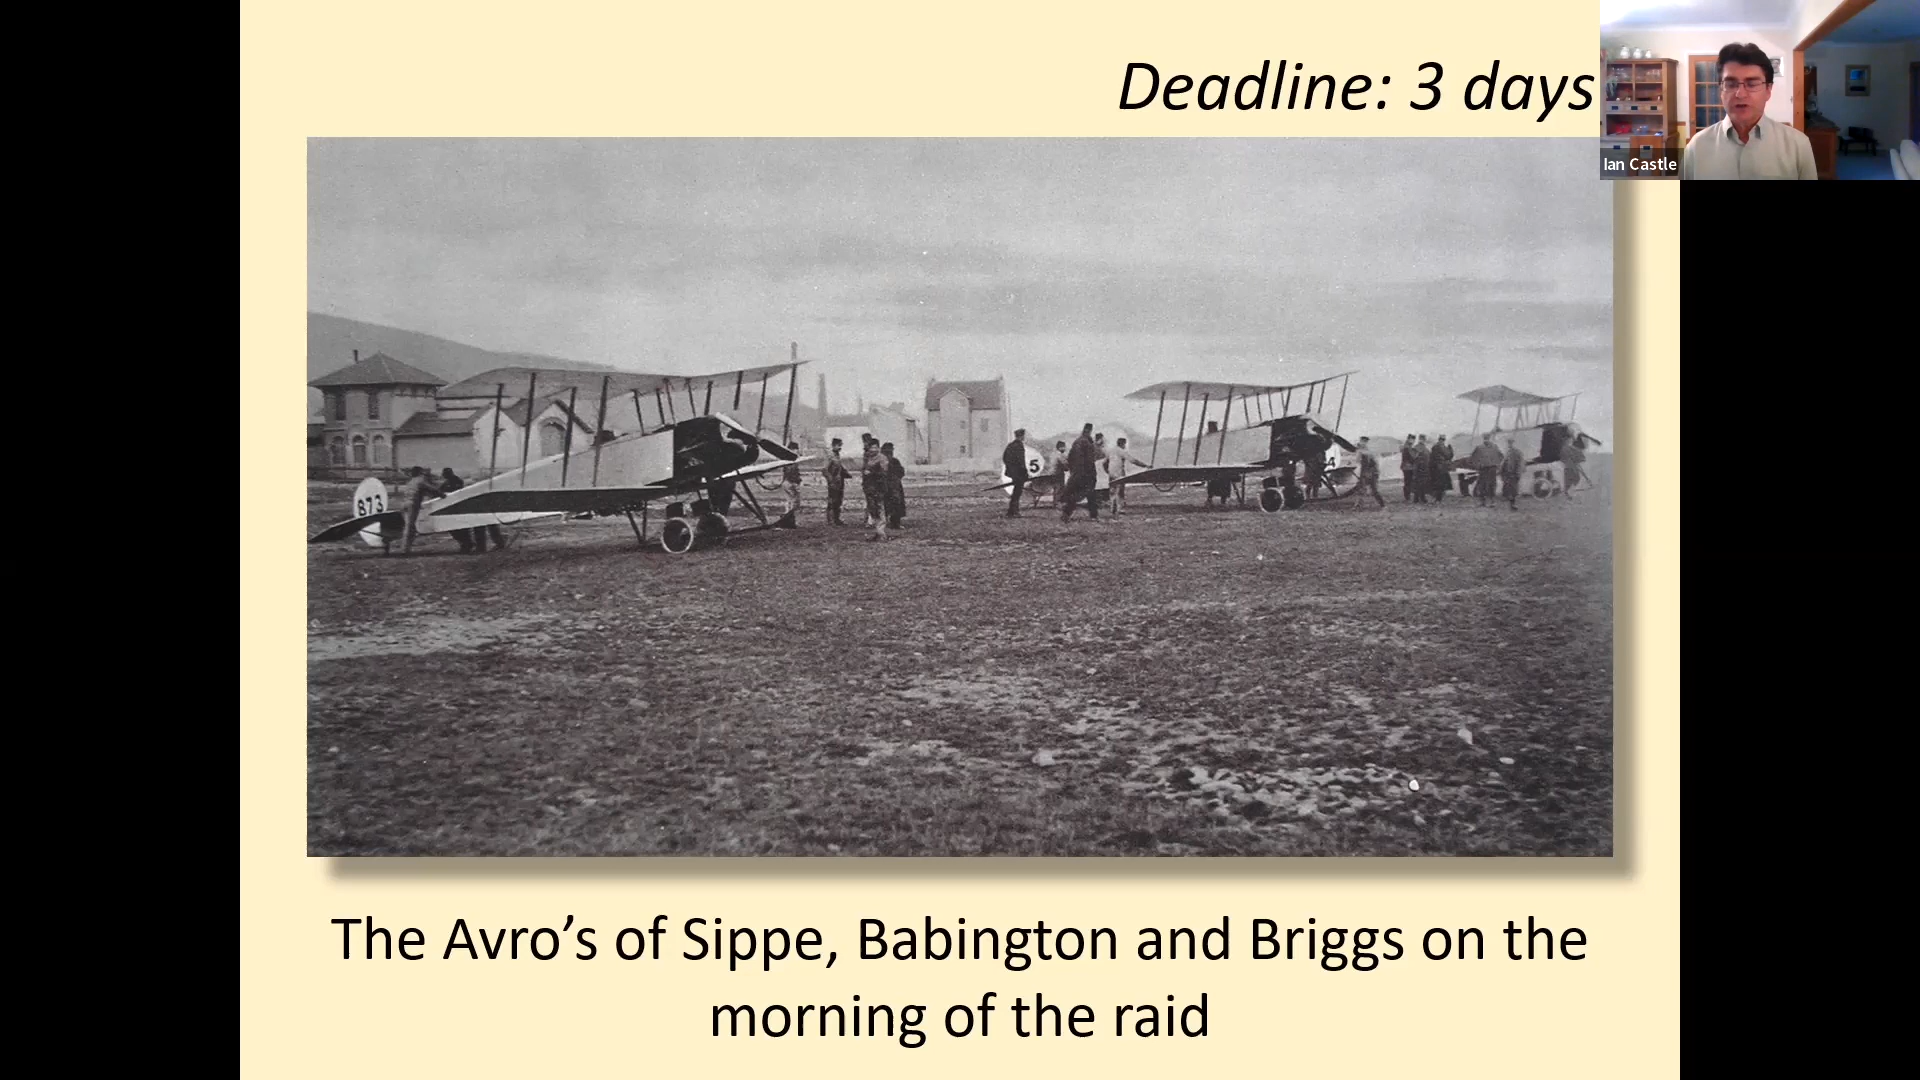 Deadline: 3 days
Ian Castle
873
5
4
The Avro’s of Sippe, Babington and Briggs on the
morning of the raid